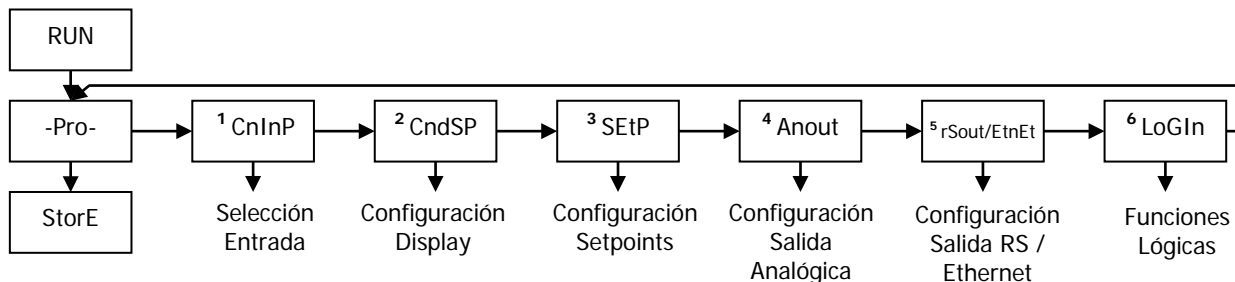 RUN
-Pro-
¹ CnInP
² CndSP
³ SEtP
⁴ Anout
⁵ rSout/EtnEt
⁶ LoGIn
StorE
Selección
Entrada
Configuración
Display
Configuración
Setpoints
Configuración
Salida
Analógica
Configuración
Salida RS /
Ethernet
Funciones
Lógicas